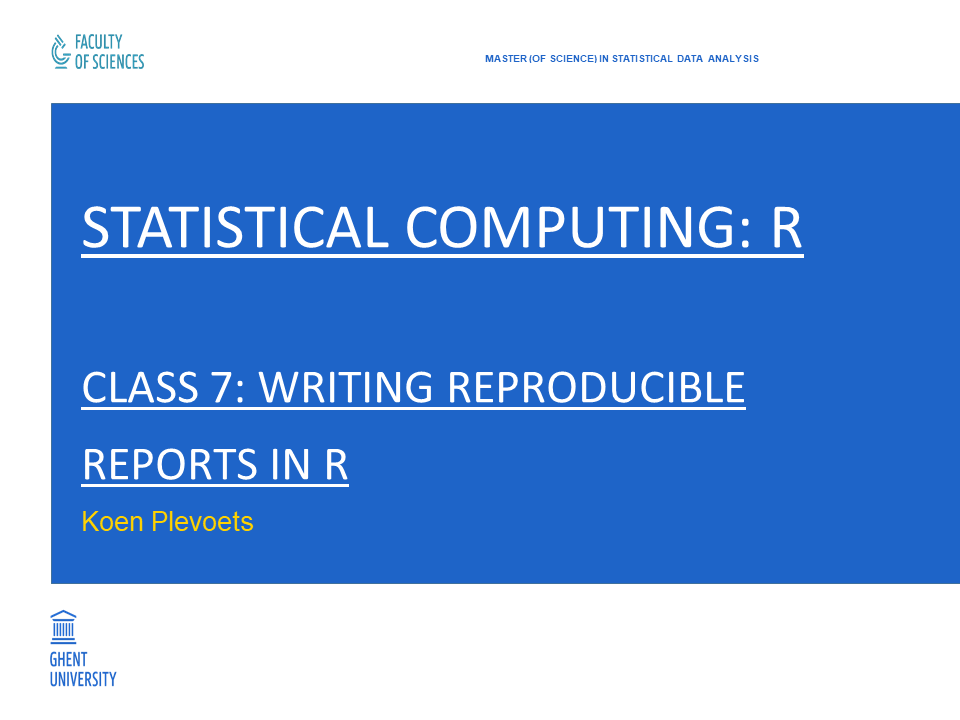 FACULTY
OF SCIENCES
MASTER (OF SCIENCE) IN STATISTICAL DATA ANALYSIS
STATISTICAL COMPUTING: R
CLASS 7: WRITING REPRODUCIBLE
REPORTS IN R
Koen Plevoets
GHENT
UNIVERSITY